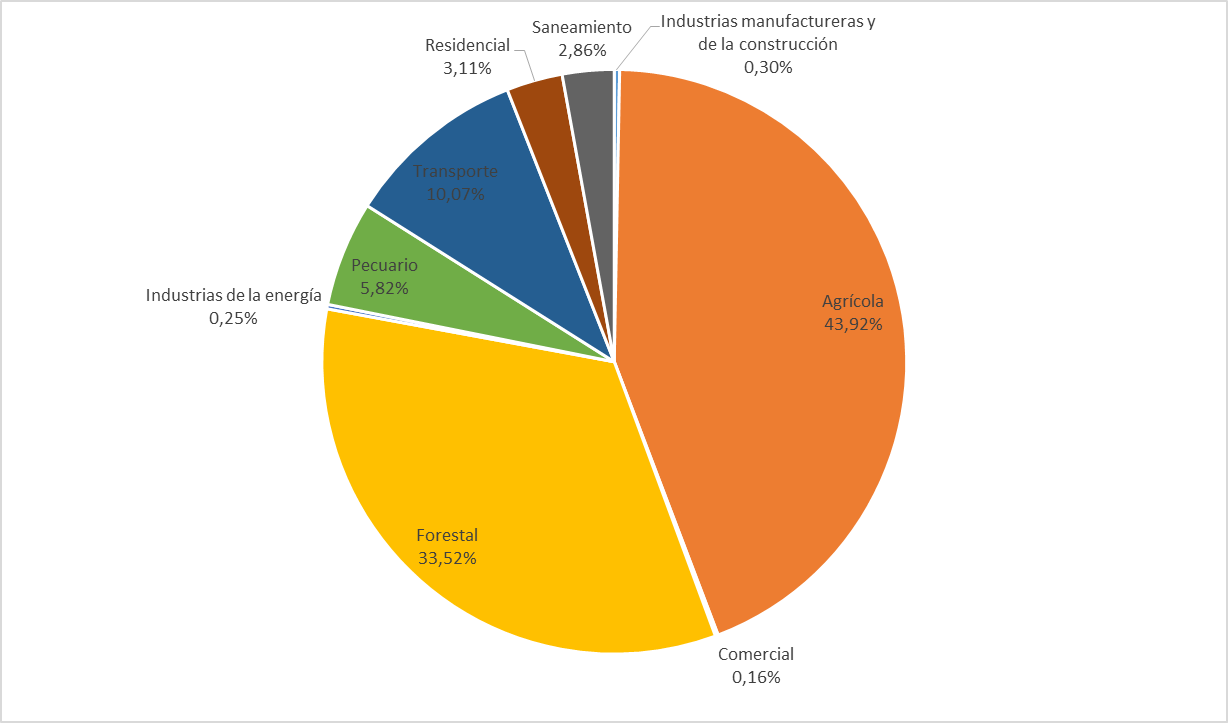 Industrias manufactureras y
de la construcción
0,30%
Saneamiento
2,86%
Residencial
3,11%
Transporte
10,07%
Pecuario
5,82%
Industrias de la energía
0,25%
Agrícola
43,92%
Forestal
33,52%
Comercial
0,16%